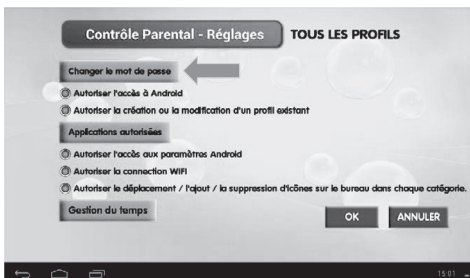 Contrôle Parental - Réglages TOUS LES PROFILS
Changer le mot de passe
Autoriser l'accès à Android
Autoriser la création ou la modification d'un profil existant
Applications autorisées
Autoriser l'accès aux paramètres Android
Autoriser la connection WIFI
Autoriser le déplacement / l'ajout / la suppression d'icônes sur le bureau dans chaque catégorie.
Gestion du temps
OK ANNULER
15:01